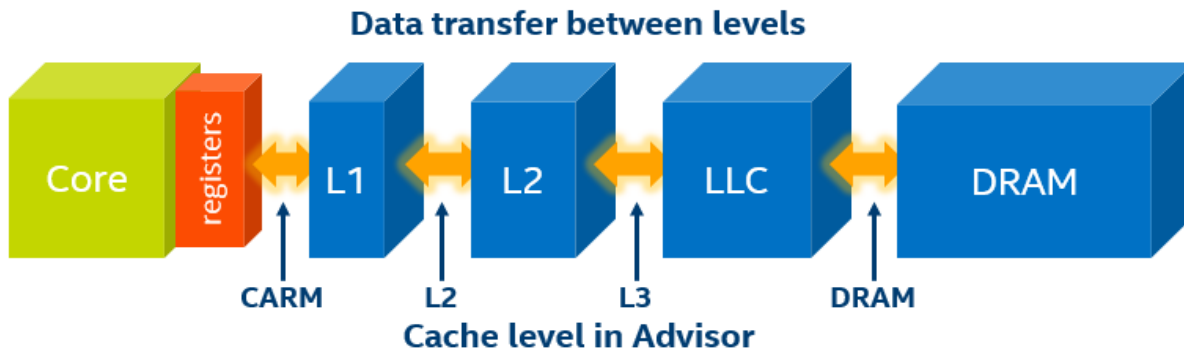 Data transfer between levels
Core
registers
L1
L2
LLC
DRAM
CARM
L2
L3
DRAM
Cache level in Advisor